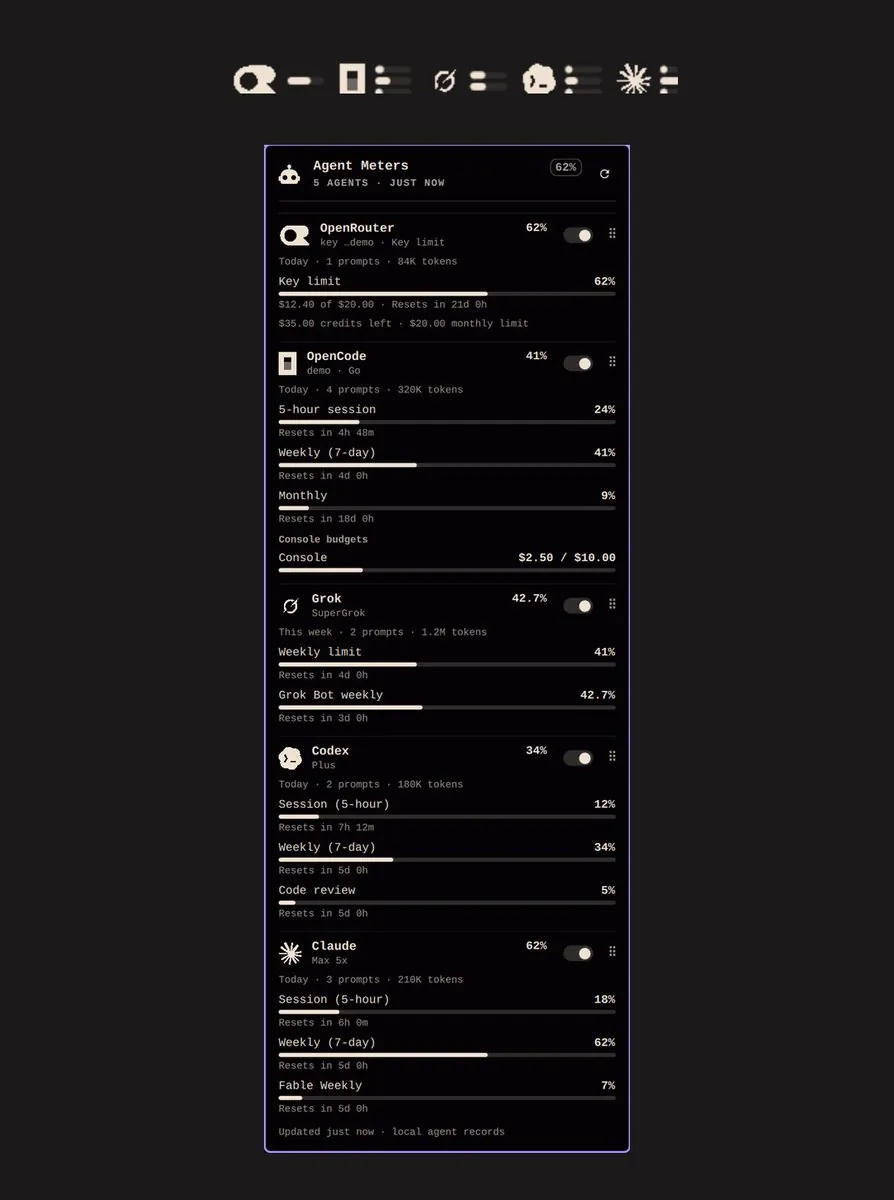 Agent Meters
62%
5 AGENTS · JUST NOW
OpenRouter
62%
key …demo · Key limit
Today · 1 prompts · 84K tokens
Key limit
62%
$12.40 of $20.00 · Resets in 21d 0h
$35.00 credits left · $20.00 monthly limit
OpenCode
41%
demo · Go
Today · 4 prompts · 320K tokens
5-hour session
24%
Resets in 4h 48m
Weekly (7-day)
41%
Resets in 4d 0h
Monthly
9%
Resets in 18d 0h
Console budgets
Console
$2.50 / $10.00
Grok
42.7%
SuperGrok
This week · 2 prompts · 1.2M tokens
Weekly limit
41%
Resets in 4d 0h
Grok Bot weekly
42.7%
Resets in 3d 0h
Codex
34%
Plus
Today · 2 prompts · 180K tokens
Session (5-hour)
12%
Resets in 7h 12m
Weekly (7-day)
34%
Resets in 5d 0h
Code review
5%
Resets in 5d 0h
Claude
62%
Max 5x
Today · 3 prompts · 210K tokens
Session (5-hour)
18%
Resets in 6h 0m
Weekly (7-day)
62%
Resets in 5d 0h
Fable Weekly
7%
Resets in 5d 0h
Updated just now · local agent records